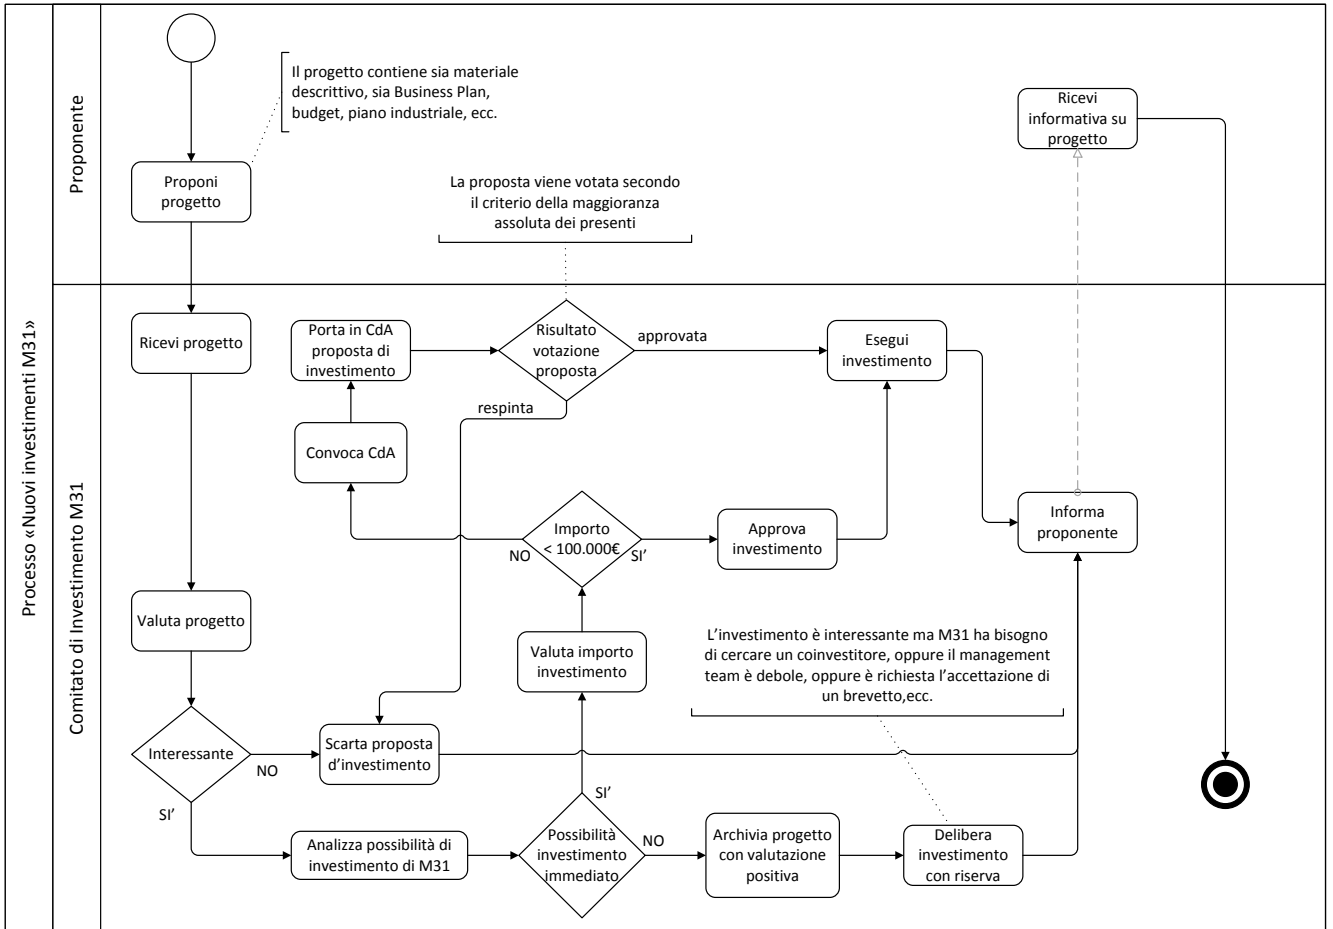 Processo «Nuovi investimenti M31»
Proponente
Il progetto contiene sia materiale
descrittivo, sia Business Plan,
budget, piano industriale, ecc.
Ricevi
informativa su
progetto
Proponi
progetto
La proposta viene votata secondo
il criterio della maggioranza
assoluta dei presenti
Comitato di Investimento M31
Ricevi progetto
Porta in CdA
proposta di
investimento
Risultato
votazione
proposta
approvata
Esegui
investimento
respinta
Convoca CdA
Importo
< 100.000€
NO
SI’
Approva
investimento
Informa
proponente
Valuta progetto
Valuta importo
investimento
L’investimento è interessante ma M31 ha bisogno
di cercare un coinvestitore, oppure il management
team è debole, oppure è richiesta l’accettazione di
un brevetto,ecc.
Interessante
NO
SI’
Scarta proposta
d’investimento
Analizza possibilità di
investimento di M31
SI’
Possibilità
investimento
immediato
NO
Archivia progetto
con valutazione
positiva
Delibera
investimento
con riserva